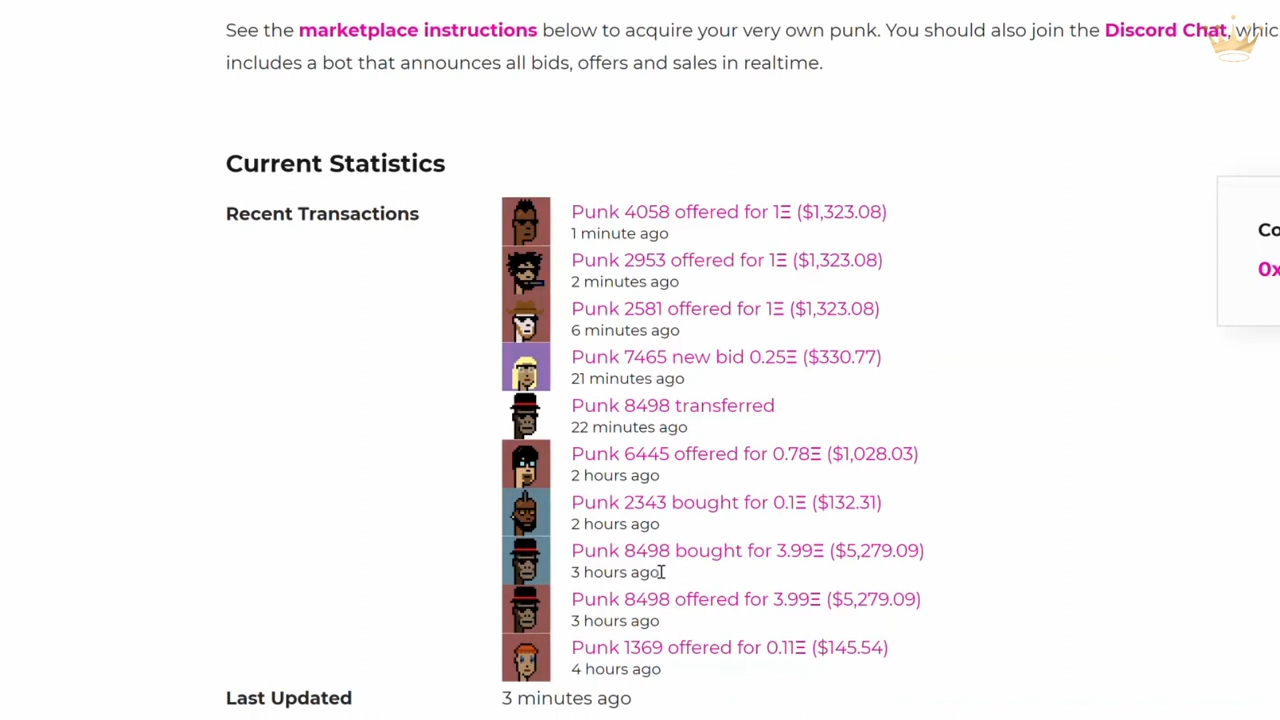 See the marketplace instructions below to acquire your very own punk. You should also join the Discord Chat, whic
includes a bot that announces all bids, offers and sales in realtime.
Current Statistics
Recent Transactions
Punk 4058 offered for 1Ξ ($1,323.08)
1 minute ago
Punk 2953 offered for 1Ξ ($1,323.08)
2 minutes ago
Punk 2581 offered for 1Ξ ($1,323.08)
6 minutes ago
Punk 7465 new bid 0.25Ξ ($330.77)
21 minutes ago
Punk 8498 transferred
22 minutes ago
Punk 6445 offered for 0.78Ξ ($1,028.03)
2 hours ago
Punk 2343 bought for 0.1Ξ ($132.31)
2 hours ago
Punk 8498 bought for 3.99Ξ ($5,279.09)
3 hours ago
Punk 8498 offered for 3.99Ξ ($5,279.09)
3 hours ago
Punk 1369 offered for 0.11Ξ ($145.54)
4 hours ago
Last Updated
3 minutes ago
Co
0x